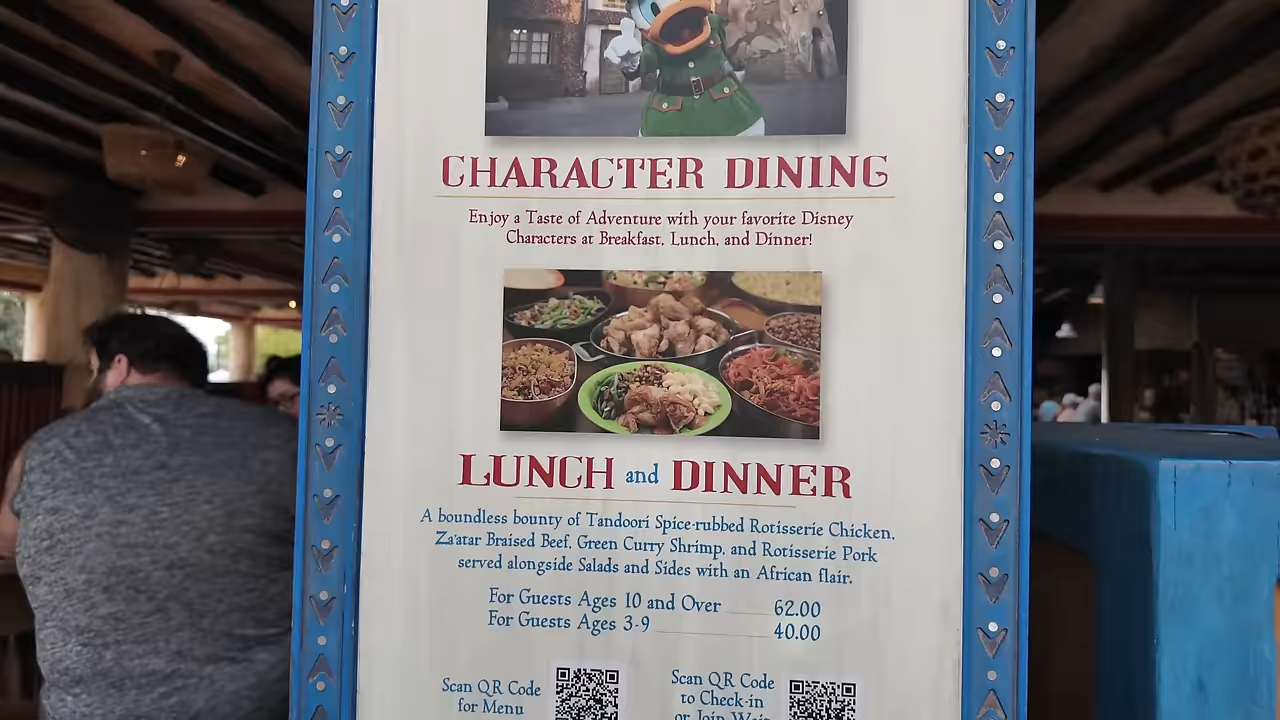 CHARACTER DINING
Enjoy a Taste of Adventure with your favorite Disney
Characters at Breakfast, Lunch, and Dinner!
LUNCH and DINNER
A boundless bounty of Tandoori Spice-rubbed Rotisserie Chicken,
Za'atar Braised Beef, Green Curry Shrimp, and Rotisserie Pork
served alongside Salads and Sides with an African flair.
For Guests Ages 10 and Over 62.00
For Guests Ages 3-9 40.00
Scan QR Code
for Menu
Scan QR Code
to Check-in
or Join Wait